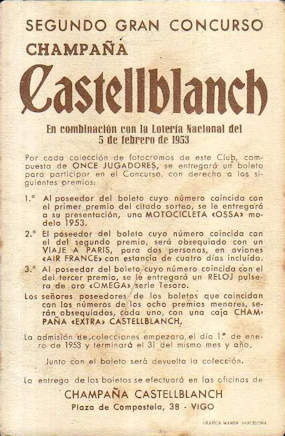 SEGUNDO GRAN CONCURSO
CHAMPAÑA
Castellblanch
En combinación con la Lotería Nacional del
5 de febrero de 1953
Por cada colección de fotocromos de este Club, com-
puesta de ONCE JUGADORES, se entregará un boleto
para participar en el Concurso, con derecho a los si-
guientes premios:
1.º Al poseedor del boleto cuyo número coincida con
el primer premio del citado sorteo, se le entregará
a su presentación, una MOTOCICLETA «OSSA» mo-
delo 1953.
2.º El poseedor del boleto cuyo número coincida con
el del segundo premio, será obsequiado con un
VIAJE A PARIS, para dos personas, en aviones
«AIR FRANCE» con estancia de cuatro días incluída.
3.º Al poseedor del boleto cuyo número coincida con el
del tercer premio, se le entregará un RELOJ pulse-
ra de oro «OMEGA» serie Tesoro.
Los señores poseedores de los boletos que coincidan
con los números de los ocho premios menores, se-
rán obsequiados, cada uno, con una caja CHAM-
PAÑA «EXTRA» CASTELLBLANCH.
La admisión de colecciones empezará el día 1.º de ene-
ro de 1953 y terminará el 31 del mismo mes y año.
Junto con el boleto será devuelta la colección.
La entrega de los boletos se efectuará en las oficinas de
CHAMPAÑA CASTELLBLANCH
Plaza de Compostela, 38 - VIGO
BARCELONA